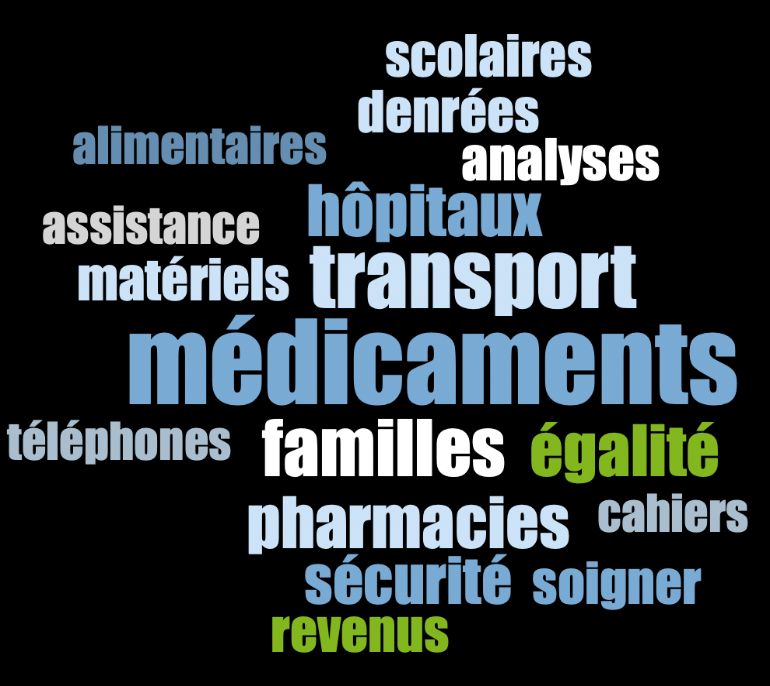 scolaires
denrées
alimentaires
analyses
hôpitaux
assistance
matériels transport
médicaments
téléphones familles égalité
pharmacies cahiers
sécurité soigner
revenus